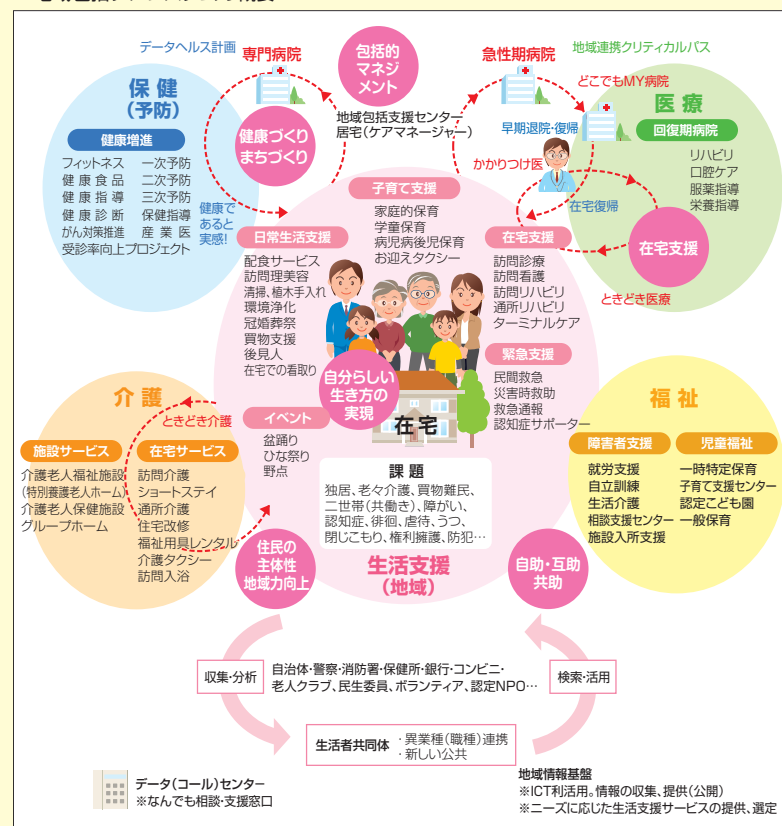 データヘルス計画
専門病院
包括的
マネジ
メント
急性期病院
地域連携クリティカルパス
保健
(予防)
健康増進
フィットネス 一次予防
健康食品 二次予防
健康指導 三次予防
健康診断 保健指導
がん対策推進 産業医
受診率向上プロジェクト
健康づくり
まちづくり
健康で
あると
実感!
地域包括支援センター
居宅(ケアマネージャー)
どこでもMY病院
早期退院・復帰
かかりつけ医
在宅復帰
医療
回復期病院
リハビリ
口腔ケア
服薬指導
栄養指導
在宅支援
ときどき医療
子育て支援
家庭的保育
学童保育
病児病後児保育
お迎えタクシー
日常生活支援
配食サービス
訪問理美容
清掃、植木手入れ
環境浄化
冠婚葬祭
買物支援
後見人
在宅での看取り
在宅支援
訪問診療
訪問看護
訪問リハビリ
通所リハビリ
ターミナルケア
緊急支援
民間救急
災害時救助
救急通報
認知症サポーター
自分らしい
生き方の
実現
在宅
イベント
盆踊り
ひな祭り
野点
課題
独居、老々介護、買物難民、
二世帯(共働き)、障がい、
認知症、徘徊、虐待、うつ、
閉じこもり、権利擁護、防犯…
生活支援
(地域)
介護
ときどき介護
施設サービス
介護老人福祉施設
(特別養護老人ホーム)
介護老人保健施設
グループホーム
在宅サービス
訪問介護
ショートステイ
通所介護
住宅改修
福祉用具レンタル
介護タクシー
訪問入浴
福祉
障害者支援
就労支援
自立訓練
生活介護
相談支援センター
施設入所支援
児童福祉
一時特定保育
子育て支援センター
認定こども園
一般保育
住民の
主体性
地域力向上
自助・互助
共助
収集・分析
自治体・警察・消防署・保健所・銀行・コンビニ・
老人クラブ、民生委員、ボランティア、認定NPO…
検索・活用
生活者共同体
・異業種(職種)連携
・新しい公共
データ(コール)センター
※なんでも相談・支援窓口
地域情報基盤
※ICT利活用。情報の収集、提供(公開)
※ニーズに応じた生活支援サービスの提供、選定